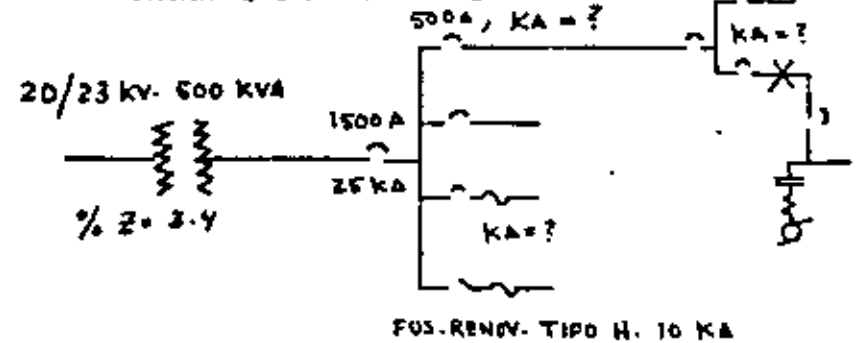 500A, KA = ?
KA = ?
20/23 KV. 500 KVA
1500 A
25 KA
% Z = 3.4
KA = ?
FUS. RENOV. TIPO H. 10 KA